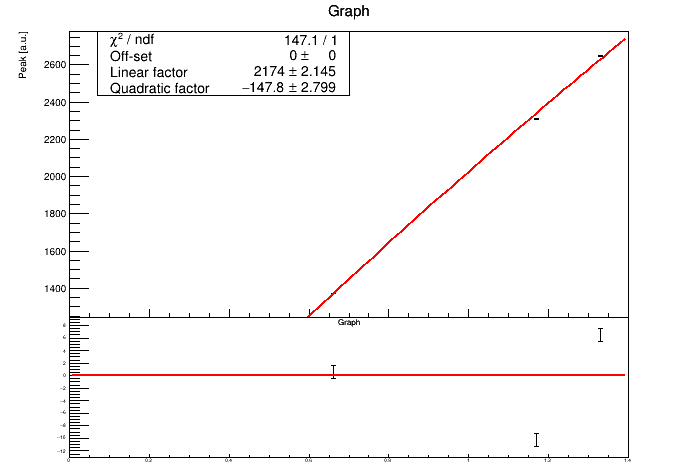 Graph
Peak [a.u.]
χ² / ndf 147.1 / 1
Off-set 0 ± 0
Linear factor 2174 ± 2.145
Quadratic factor −147.8 ± 2.799
2600
2400
2200
2000
1800
1600
1400
Graph
8
6
4
2
0
−2
−4
−6
−8
−10
−12
0 0.2 0.4 0.6 0.8 1 1.2 1.4